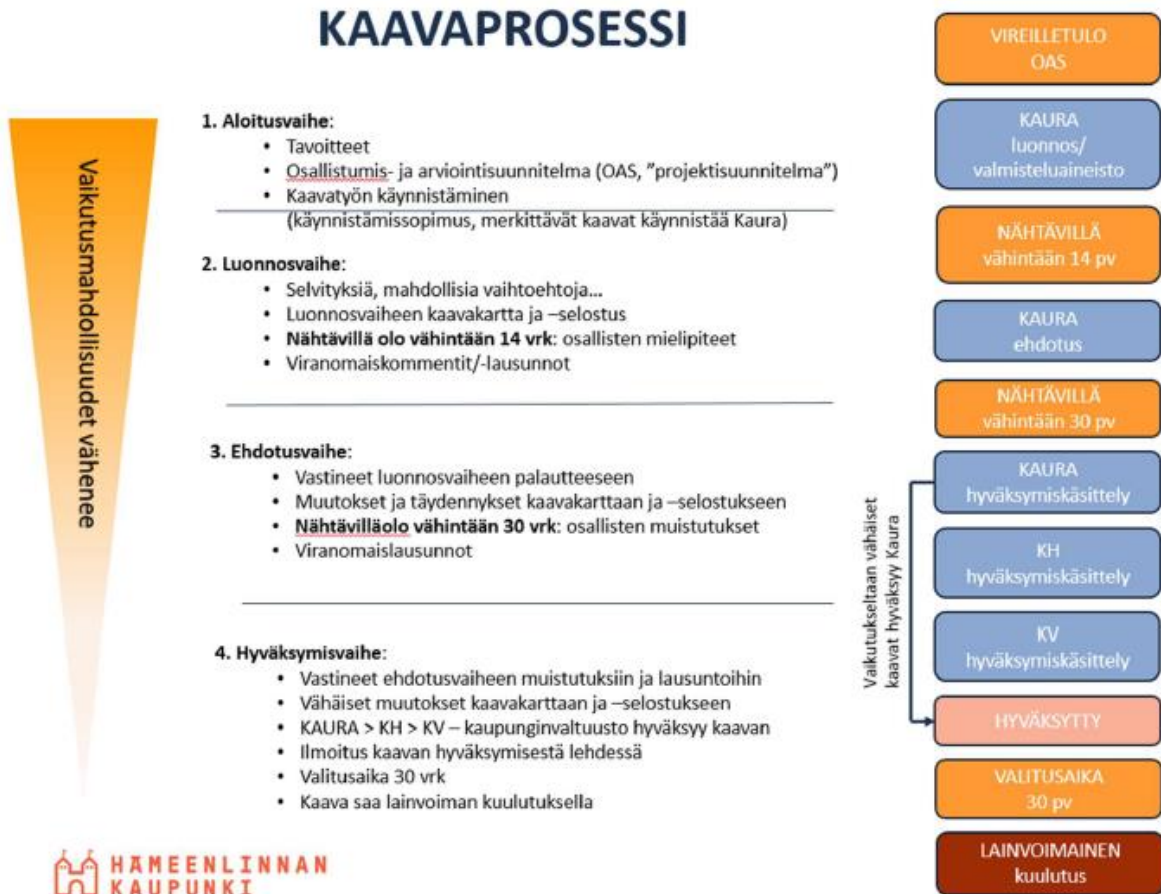 KAAVAPROSESSI
Vaikutusmahdollisuudet vähenee
1. Aloitusvaihe:
• Tavoitteet
• Osallistumis- ja arviointisuunnitelma (OAS, ”projektisuunnitelma”)
• Kaavatyön käynnistäminen
(käynnistämissopimus, merkittävät kaavat käynnistää Kaura)
2. Luonnosvaihe:
• Selvityksiä, mahdollisia vaihtoehtoja...
• Luonnosvaiheen kaavakartta ja –selostus
• Nähtävillä olo vähintään 14 vrk: osallisten mielipiteet
• Viranomaiskommentit/-lausunnot
3. Ehdotusvaihe:
• Vastineet luonnosvaiheen palautteeseen
• Muutokset ja täydennykset kaavakarttaan ja –selostukseen
• Nähtävilläolo vähintään 30 vrk: osallisten muistutukset
• Viranomaislausunnot
4. Hyväksymisvaihe:
• Vastineet ehdotusvaiheen muistutuksiin ja lausuntoihin
• Vähäiset muutokset kaavakarttaan ja –selostukseen
• KAURA > KH > KV – kaupunginvaltuusto hyväksyy kaavan
• Ilmoitus kaavan hyväksymisestä lehdessä
• Valitusaika 30 vrk
• Kaava saa lainvoiman kuulutuksella
HÄMEENLINNAN
KAUPUNKI
VIREILLETULO
OAS
KAURA
luonnos/
valmisteluaineisto
NÄHTÄVILLÄ
vähintään 14 pv
KAURA
ehdotus
NÄHTÄVILLÄ
vähintään 30 pv
KAURA
hyväksymiskäsittely
KH
hyväksymiskäsittely
KV
hyväksymiskäsittely
Vaikutukseltaan vähäiset
kaavat hyväksyy Kaura
HYVÄKSYTTY
VALITUSAIKA
30 pv
LAINVOIMAINEN
kuulutus